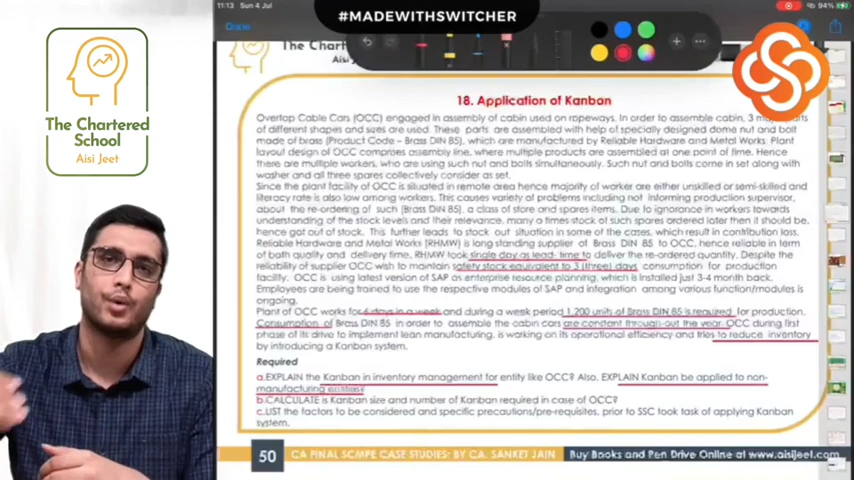 11:13 Sun 4 Jul
94%
#MADEWITHSWITCHER
Done
The Char
Aisi Je
The Chartered
School
Aisi Jeet
18. Application of Kanban
Overtop Cable Cars (OCC) engaged in assembly of cabin used on ropeways. In order to assemble cabin, 3 major parts
of different shapes and sizes are used. These parts are assembled with help of specially designed dome nut and bolt
made of brass (Product Code – Brass DIN 85), which are manufactured by Reliable Hardware and Metal Works. Plant
layout design of OCC comprises assembly line, where multiple products are assembled at one point of time. Hence
there are multiple workers, who are using such nut and bolts simultaneously. Such nut and bolts come in set along with
washer and all three spares collectively consider as set.
Since the plant facility of OCC is situated in remote area hence majority of worker are either unskilled or semi-skilled and
literacy rate is also low among workers. This causes variety of problems including not informing production supervisor,
about the re-ordering of such (Brass DIN 85), a class of store and spares items. Due to ignorance in workers towards
understanding of the stock levels and their relevance, many a times stock of such spares ordered later then it should be,
hence got out of stock. This further leads to stock out situation in some of the cases, which result in contribution loss.
Reliable Hardware and Metal Works [RHMW] is long standing supplier of Brass DIN 85 to OCC, hence reliable in term
of bath quality and delivery time. RHMW took single day as lead- time to deliver the re-ordered quantity. Despite the
reliability of supplier OCC wish to maintain safety stock equivalent to 3 (three) days consumption for production
facility. OCC is using latest version of SAP as enterprise resource planning, which is installed just 3-4 month back.
Employees are being trained to use the respective modules of SAP and integration among various function/modules is
ongoing.
Plant of OCC works for 6 days in a week and during a week period 1,200 units of Brass DIN 85 is required for production.
Consumption of Brass DIN 85 in order to assemble the cabin cars are constant through-out the year. OCC during first
phase of its drive to implement lean manufacturing, is working on its operational efficiency and tries to reduce inventory
by introducing a Kanban system.
Required
a.EXPLAIN the Kanban in inventory management for entity like OCC? Also, EXPLAIN Kanban be applied to non-
manufacturing entities?
b.CALCULATE is Kanban size and number of Kanban required in case of OCC?
c.LIST the factors to be considered and specific precautions/pre-requisites, prior to SSC took task of applying Kanban
system.
50
CA FINAL SCMPE CASE STUDIES: BY CA. SANKET JAIN
Buy Books and Pen Drive Online at www.aisijeet.com